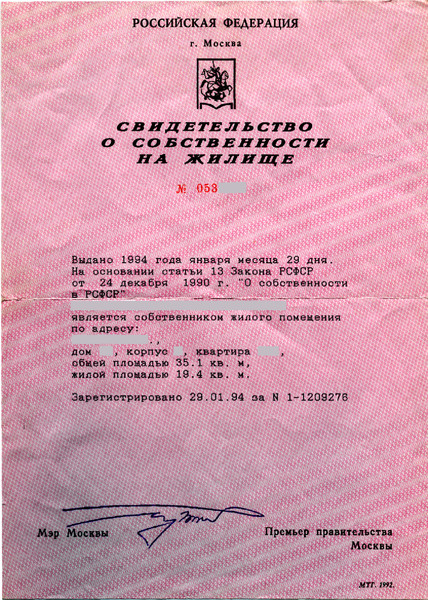 РОССИЙСКАЯ ФЕДЕРАЦИЯ
г. Москва
СВИДЕТЕЛЬСТВО
О СОБСТВЕННОСТИ
НА ЖИЛИЩЕ
№ 053
Выдано 1994 года января месяца 29 дня.
На основании статьи 13 Закона РСФСР
от 24 декабря 1990 г. "О собственности
в РСФСР"
является собственником жилого помещения
по адресу:
.,
дом , корпус , квартира ,
общей площадью 35.1 кв. м,
жилой площадью 19.4 кв. м.
Зарегистрировано 29.01.94 за N 1-1209276
Мэр Москвы
Премьер правительства
Москвы
МТГ. 1992.